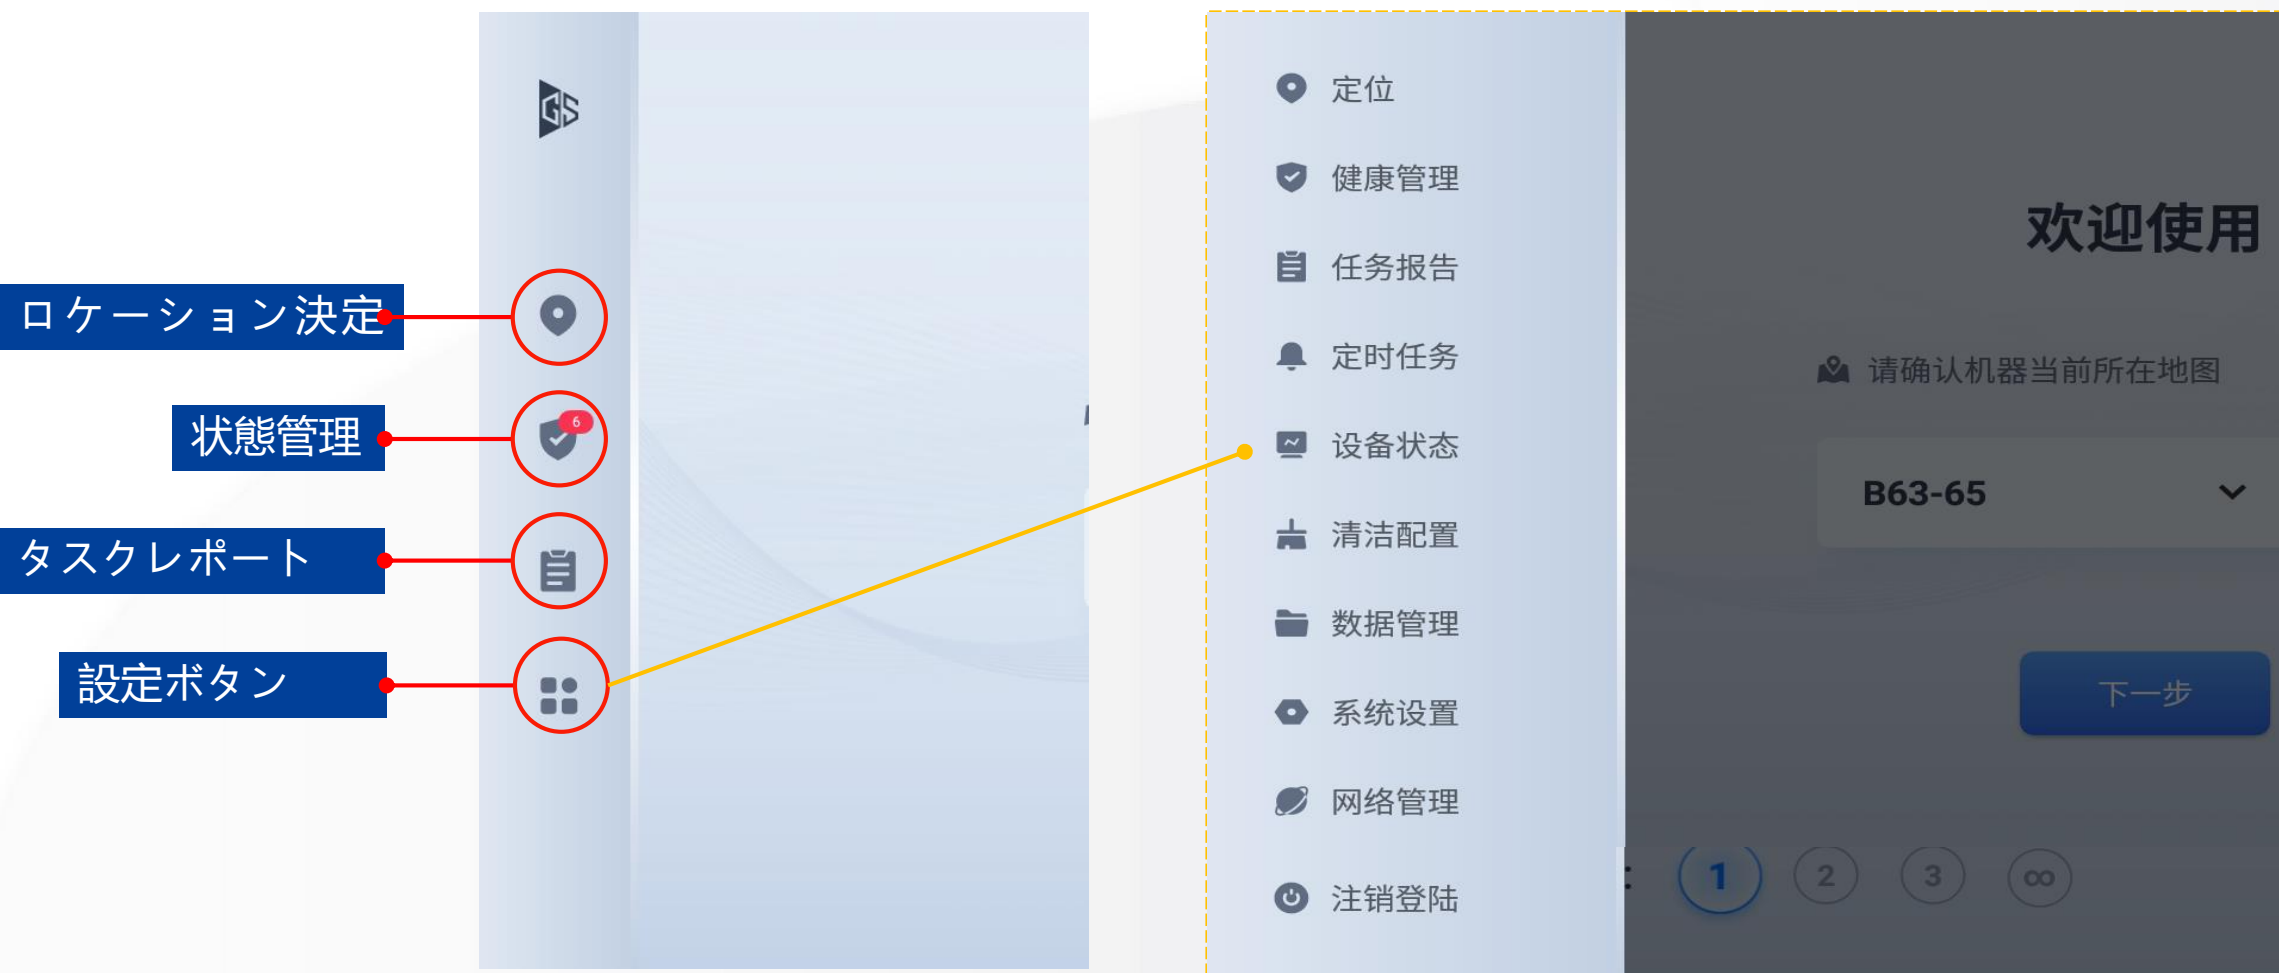 GS
ロケーション決定
6
状態管理
タスクレポート
設定ボタン
定位
健康管理
任务报告
定时任务
设备状态
清洁配置
数据管理
系统设置
网络管理
注销登陆
欢迎使用
请确认机器当前所在地图
B63-65
下一步
: 1 2 3 ∞